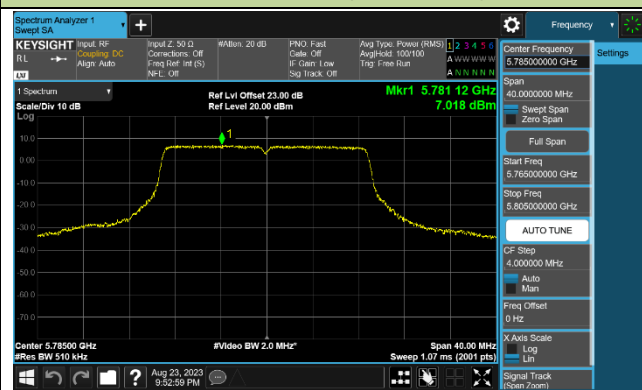 Spectrum Analyzer 1
Swept SA
Frequency
KEYSIGHT
RL
LXI
Input: RF
Coupling: DC
Align: Auto
Input Z: 50 Ω
Corrections: Off
Freq Ref: Int (S)
NFE: Off
#Atten: 20 dB
PNO: Fast
Gate: Off
IF Gain: Low
Sig Track: Off
Avg Type: Power (RMS)
Avg|Hold: 100/100
Trig: Free Run
1 2 3 4 5 6
A W W W W W
A N N N N N
Center Frequency
5.785000000 GHz
Settings
Span
40.0000000 MHz
Swept Span
Zero Span
Full Span
Start Freq
5.765000000 GHz
Stop Freq
5.805000000 GHz
AUTO TUNE
CF Step
4.000000 MHz
Auto
Man
Freq Offset
0 Hz
X Axis Scale
Log
Lin
Signal Track
(Span Zoom)
1 Spectrum
Scale/Div 10 dB
Log
Ref Lvl Offset 23.00 dB
Ref Level 20.00 dBm
Mkr1 5.781 12 GHz
7.018 dBm
1
10.0
0.00
-10.0
-20.0
-30.0
-40.0
-50.0
-60.0
-70.0
Center 5.78500 GHz
#Res BW 510 kHz
#Video BW 2.0 MHz*
Span 40.00 MHz
Sweep 1.07 ms (2001 pts)
?
Aug 23, 2023
9:52:59 PM